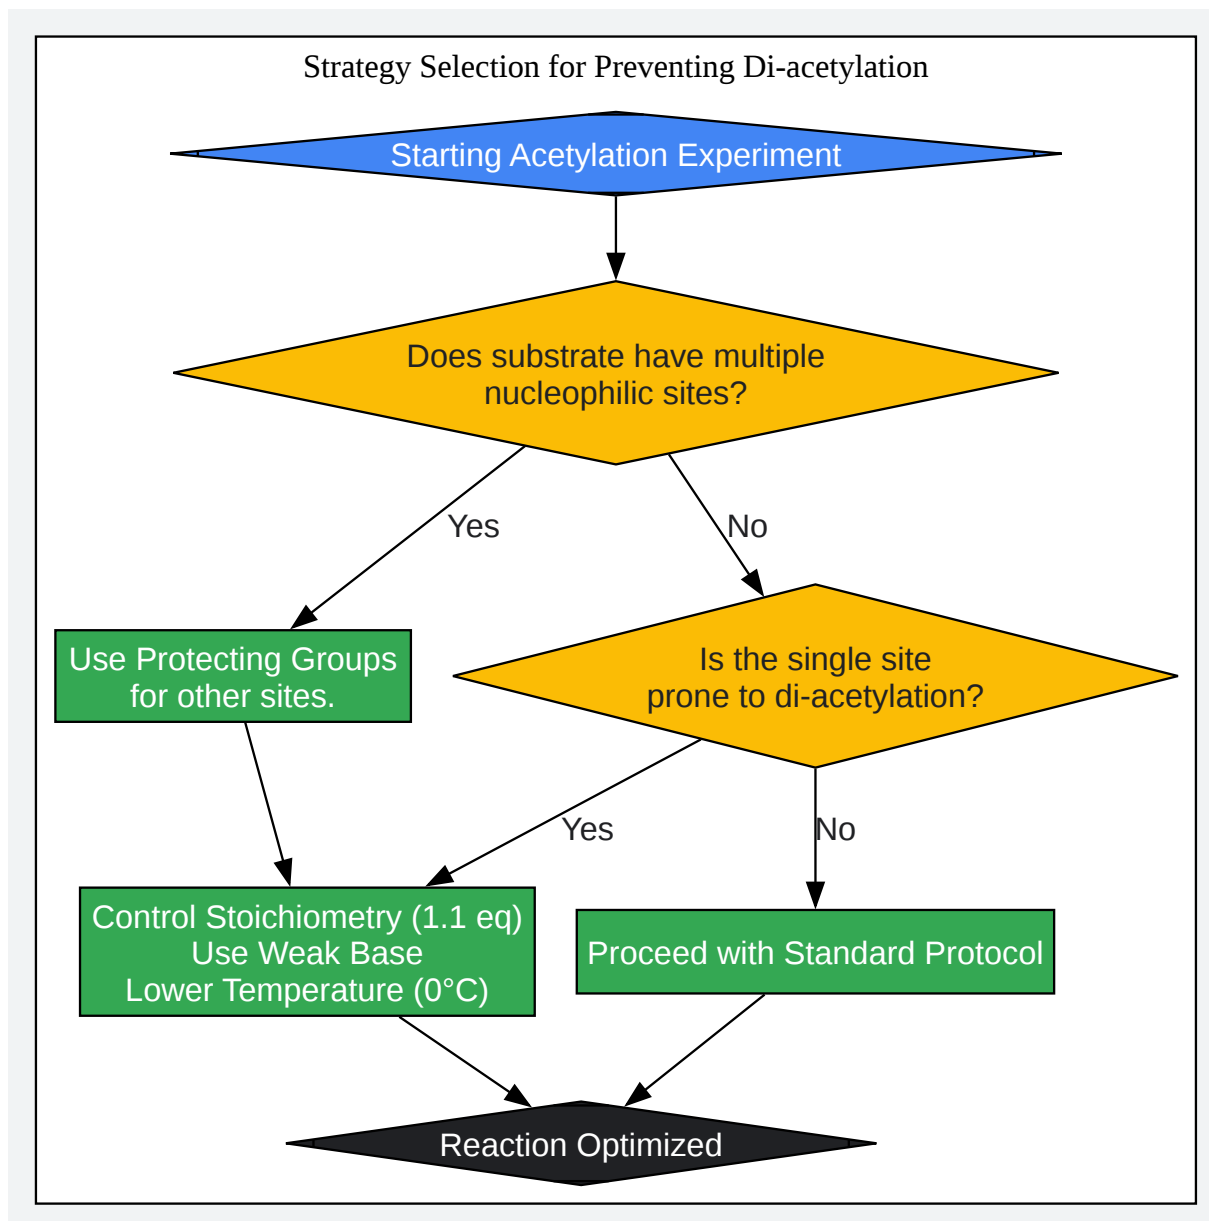 Strategy Selection for Preventing Di-acetylation
Starting Acetylation Experiment
Does substrate have multiple
nucleophilic sites?
Yes
No
Use Protecting Groups
for other sites.
Is the single site
prone to di-acetylation?
Yes
No
Control Stoichiometry (1.1 eq)
Use Weak Base
Lower Temperature (0°C)
Proceed with Standard Protocol
Reaction Optimized